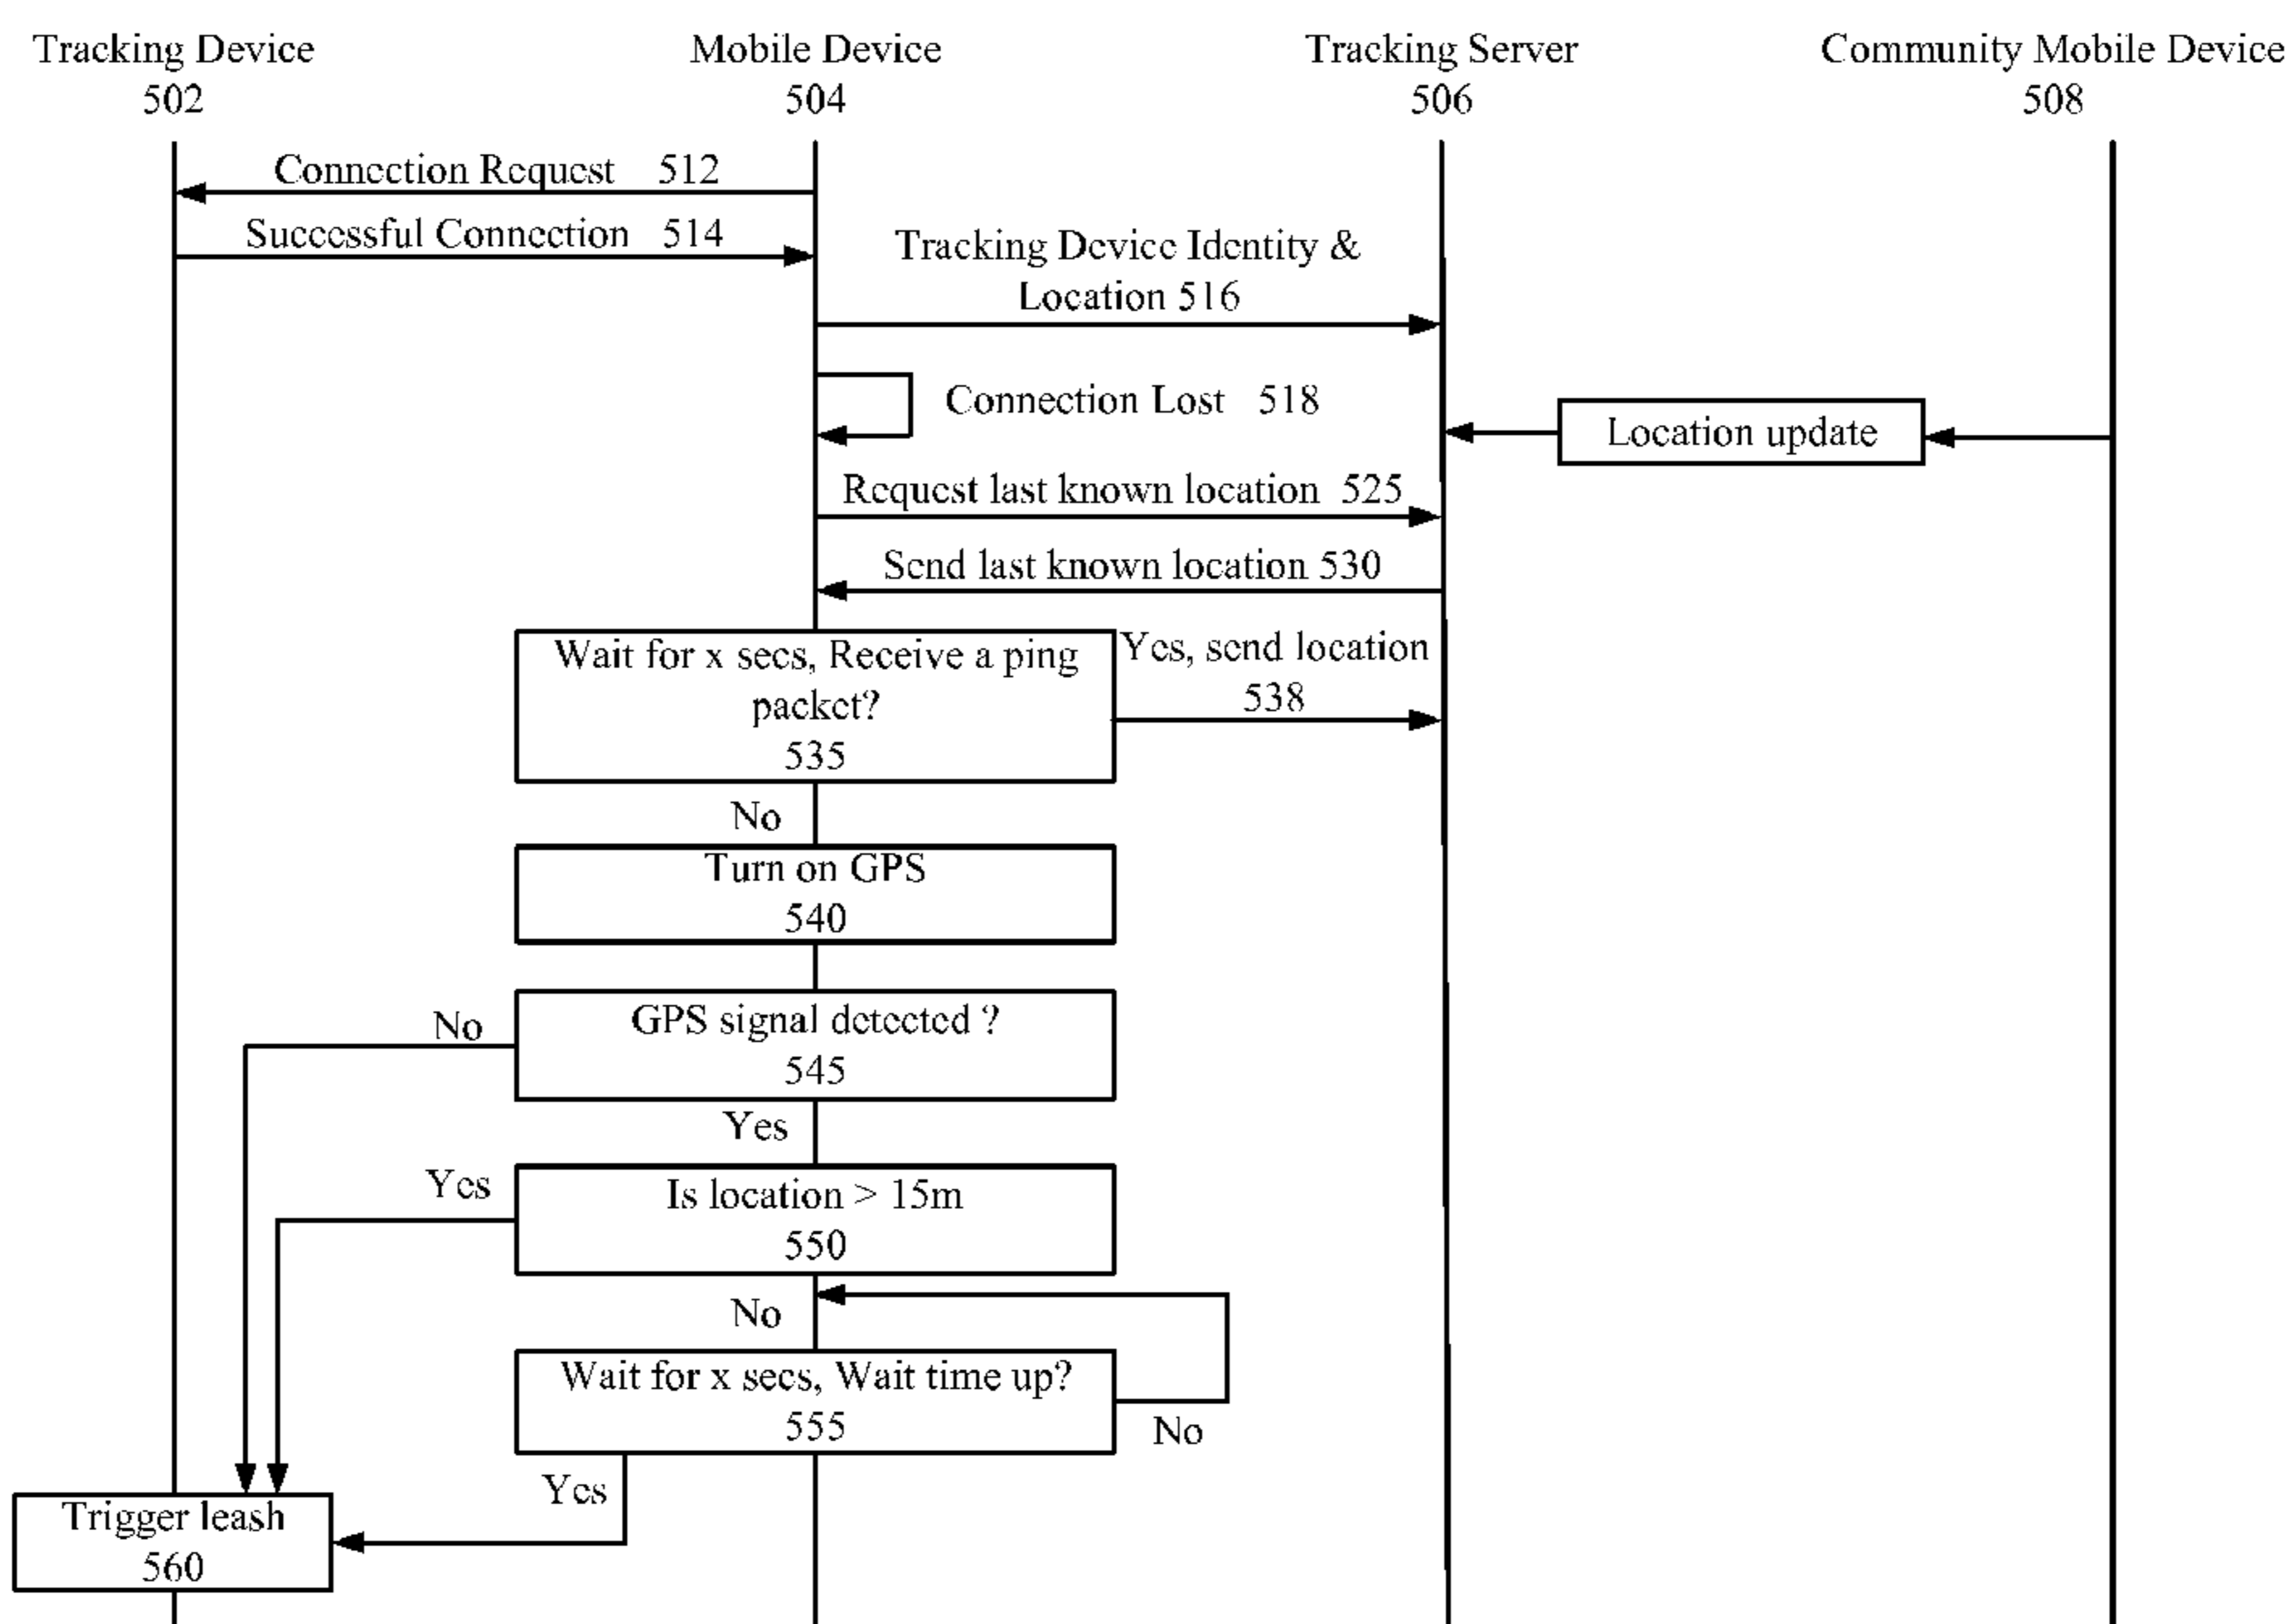 Tracking Device
502
Mobile Device
504
Tracking Server
506
Community Mobile Device
508
Connection Request 512
Successful Connection 514
Tracking Device Identity &
Location 516
Connection Lost 518
Location update
Request last known location 525
Send last known location 530
Wait for x secs, Receive a ping
packet?
535
Yes, send location
538
No
Turn on GPS
540
GPS signal detected ?
545
No
Yes
Is location > 15m
550
Yes
No
Wait for x secs, Wait time up?
555
No
Yes
Trigger leash
560